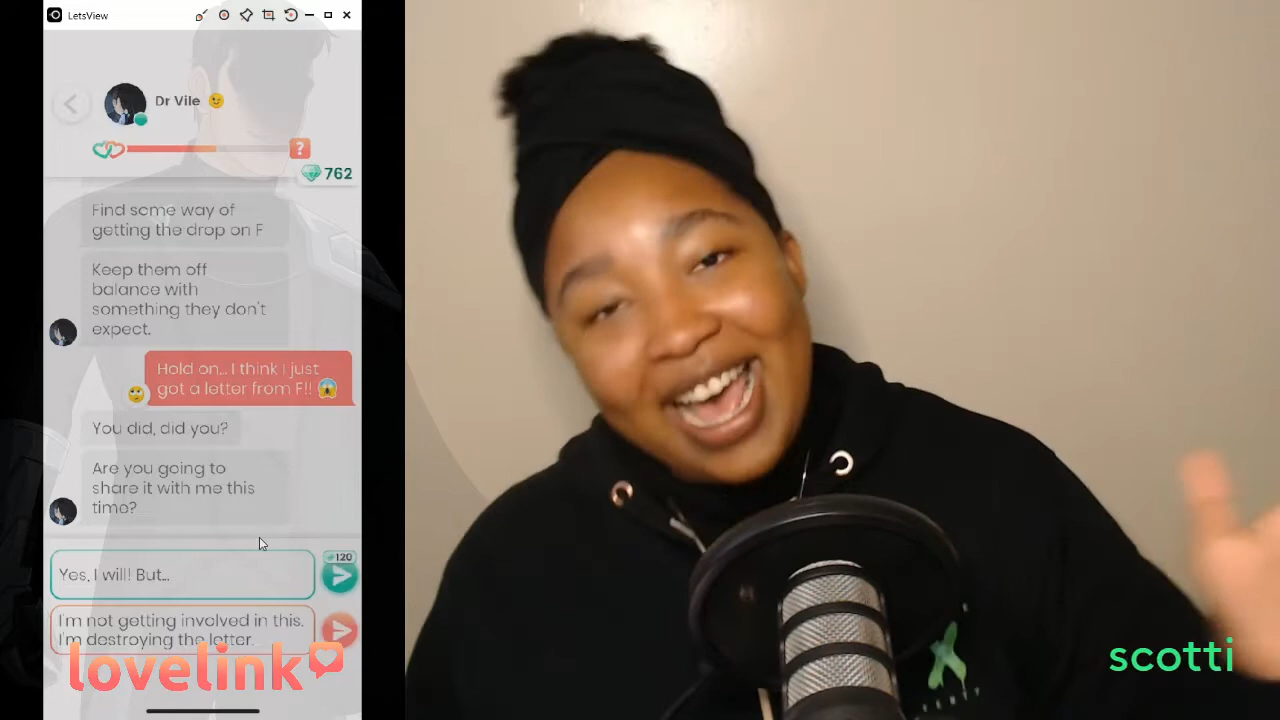 LetsView
Dr Vile
?
762
Find some way of
getting the drop on F
Keep them off
balance with
something they don't
expect.
Hold on... I think I just
got a letter from F!!
You did, did you?
Are you going to
share it with me this
time?
120
Yes, I will! But...
I'm not getting involved in this.
I'm destroying the letter.
lovelink
scotti